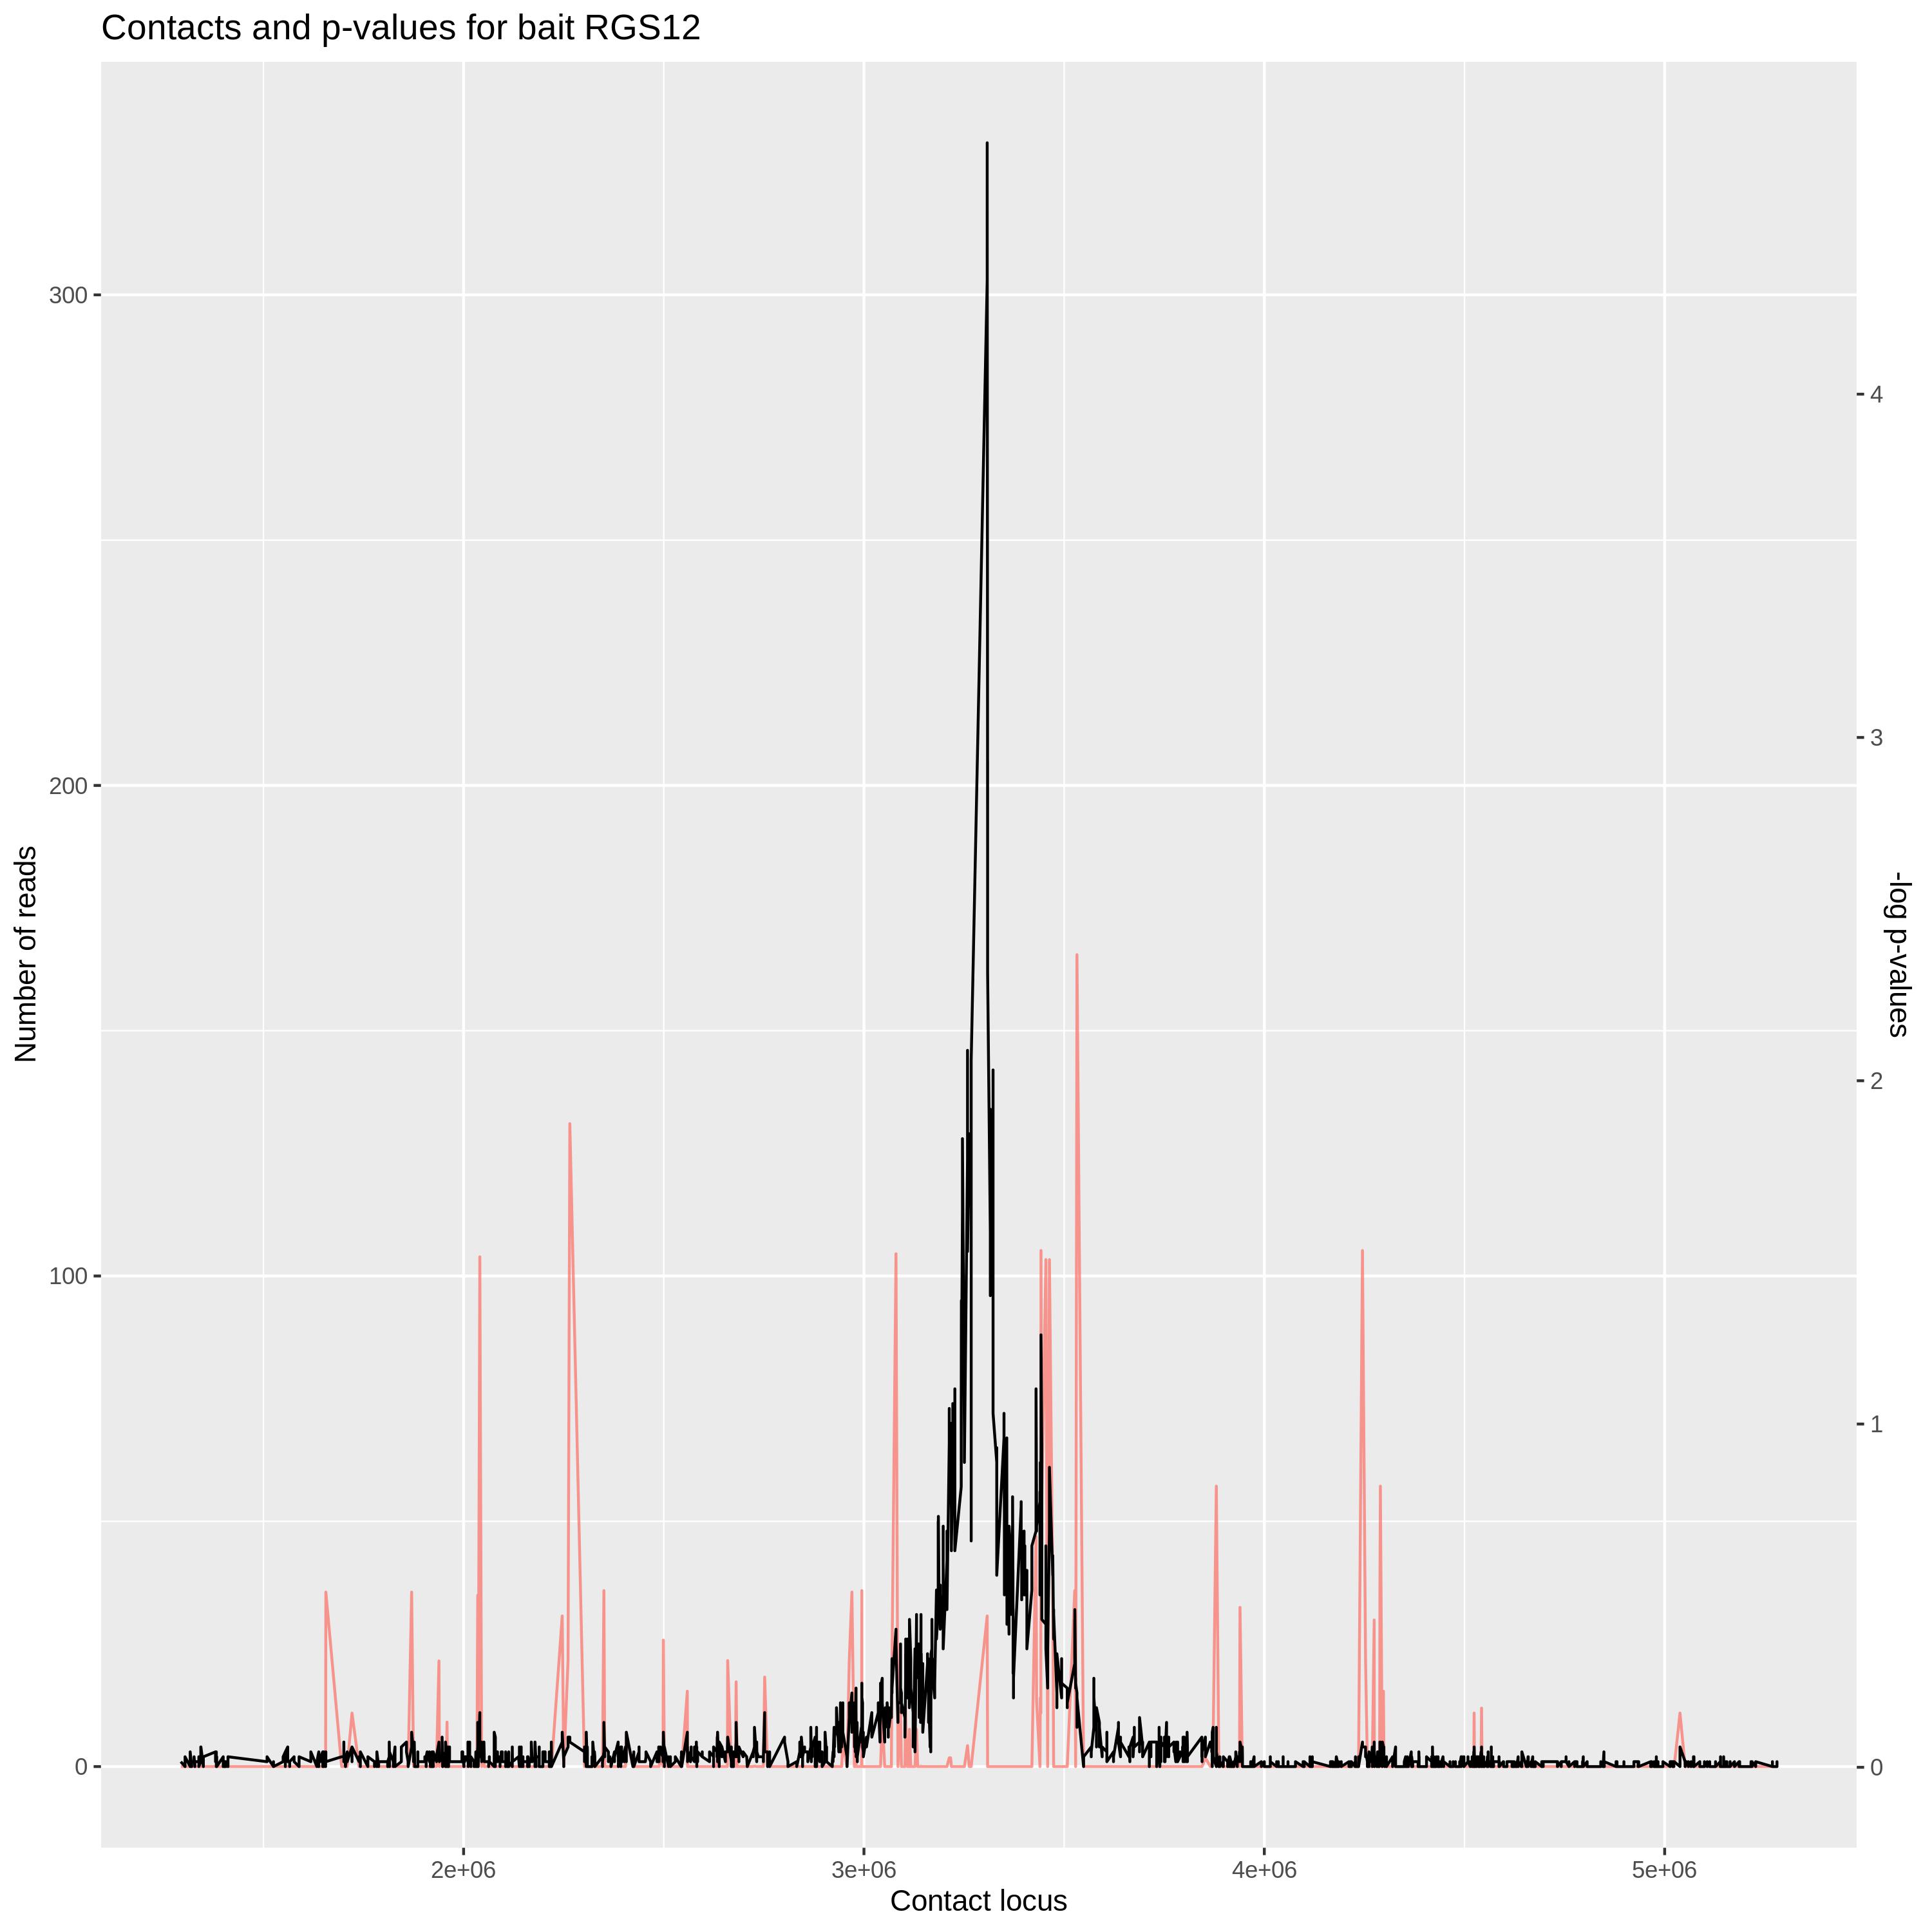 Contacts and p-values for bait RGS12
Number of reads
300
200
100
0
4
3
2
1
0
-log p-values
2e+06
3e+06
4e+06
5e+06
Contact locus